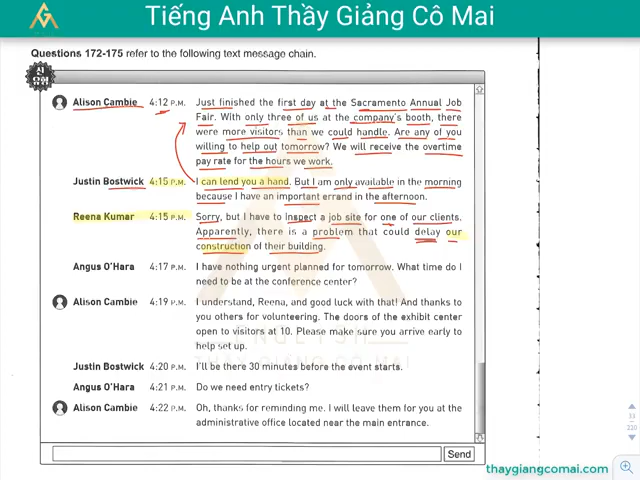 Tiếng Anh Thầy Giảng Cô Mai
Questions 172-175 refer to the following text message chain.
Alison Cambie 4:12 P.M. Just finished the first day at the Sacramento Annual Job
Fair. With only three of us at the company's booth, there
were more visitors than we could handle. Are any of you
willing to help out tomorrow? We will receive the overtime
pay rate for the hours we work.
Justin Bostwick 4:15 P.M. I can lend you a hand. But I am only available in the morning
because I have an important errand in the afternoon.
Reena Kumar 4:15 P.M. Sorry, but I have to inspect a job site for one of our clients.
Apparently, there is a problem that could delay our
construction of their building.
Angus O'Hara 4:17 P.M. I have nothing urgent planned for tomorrow. What time do I
need to be at the conference center?
Alison Cambie 4:19 P.M. I understand, Reena, and good luck with that! And thanks to
you others for volunteering. The doors of the exhibit center
open to visitors at 10. Please make sure you arrive early to
help set up.
THẦY GIẢNG CÔ MAI
Justin Bostwick 4:20 P.M. I'll be there 30 minutes before the event starts.
Angus O'Hara 4:21 P.M. Do we need entry tickets?
Alison Cambie 4:22 P.M. Oh, thanks for reminding me. I will leave them for you at the
administrative office located near the main entrance.
Send
33
220
thaygiangcomai.com